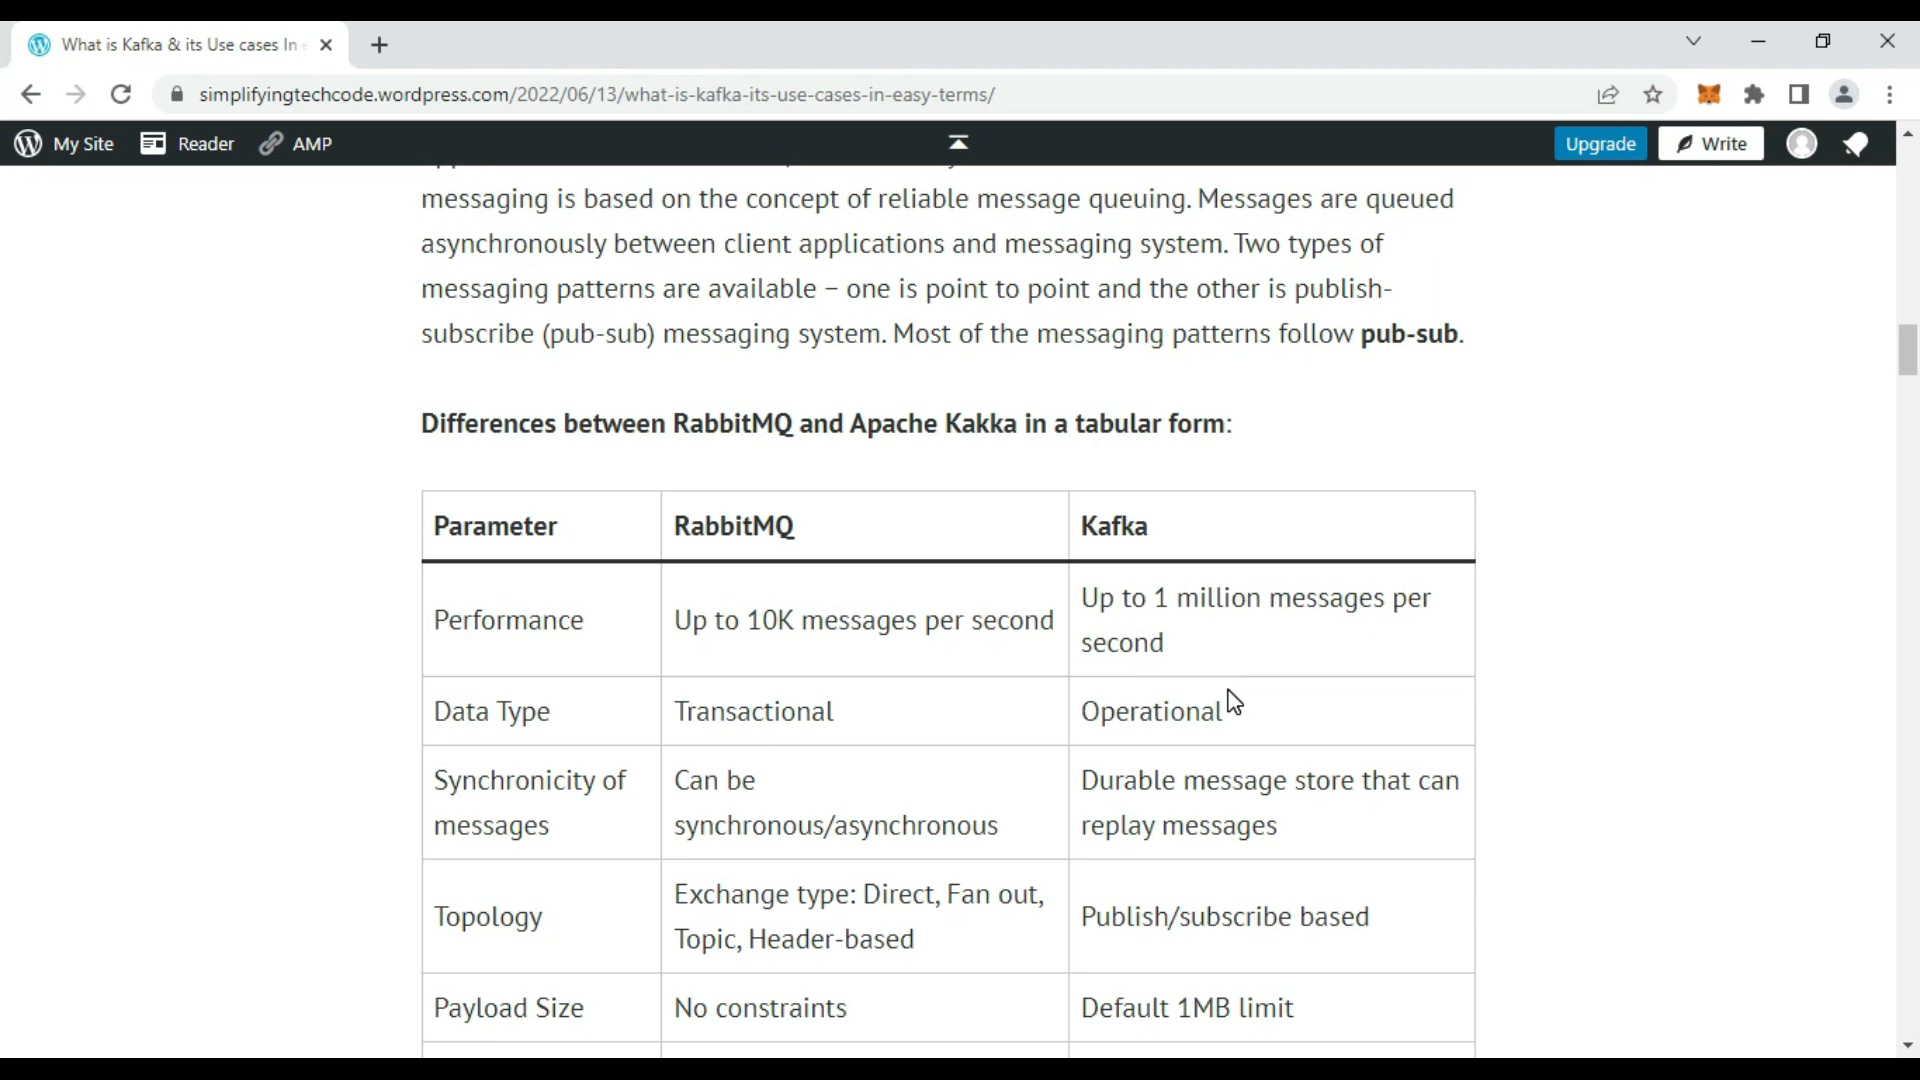 What is Kafka & its Use cases In
simplifyingtechcode.wordpress.com/2022/06/13/what-is-kafka-its-use-cases-in-easy-terms/
My Site Reader AMP Upgrade Write
messaging is based on the concept of reliable message queuing. Messages are queued
asynchronously between client applications and messaging system. Two types of
messaging patterns are available – one is point to point and the other is publish-
subscribe (pub-sub) messaging system. Most of the messaging patterns follow pub-sub.
Differences between RabbitMQ and Apache Kakka in a tabular form:
Parameter RabbitMQ Kafka
Performance Up to 10K messages per second Up to 1 million messages per
second
Data Type Transactional Operational
Synchronicity of Can be Durable message store that can
messages synchronous/asynchronous replay messages
Topology Exchange type: Direct, Fan out, Publish/subscribe based
Topic, Header-based
Payload Size No constraints Default 1MB limit